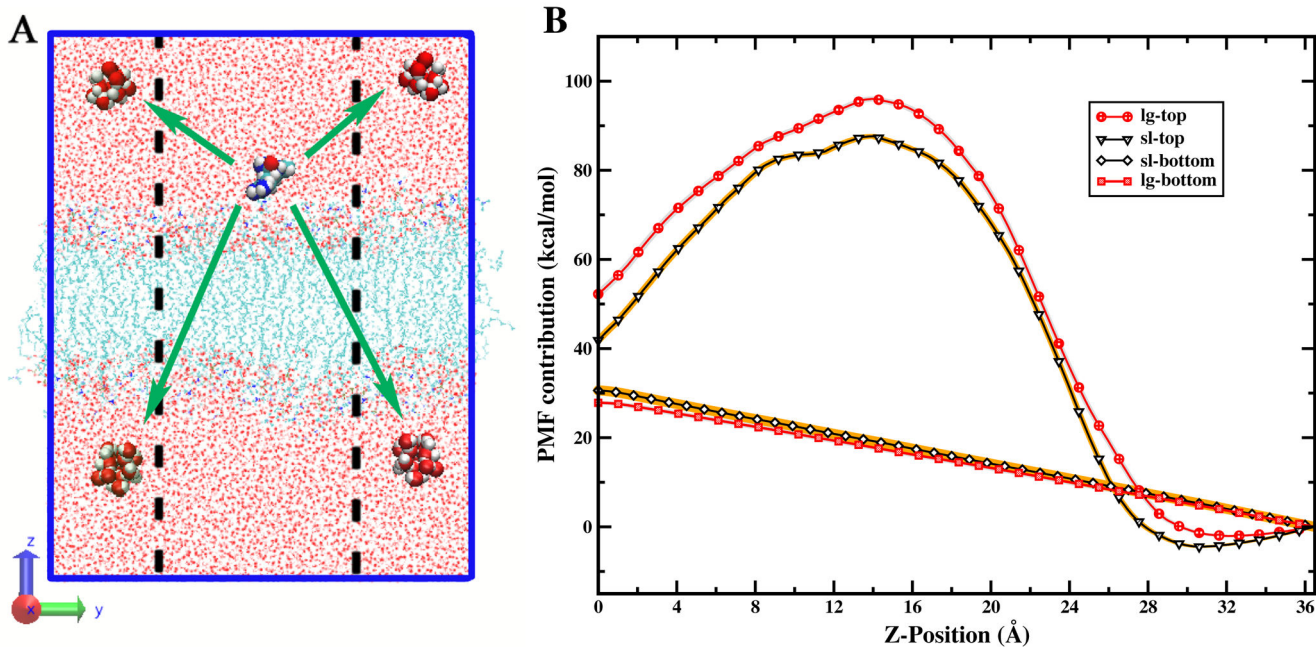 A
z
x
y
B
PMF contribution (kcal/mol)
100
80
60
40
20
0
lg-top
sl-top
sl-bottom
lg-bottom
0 4 8 12 16 20 24 28 32 36
Z-Position (Å)